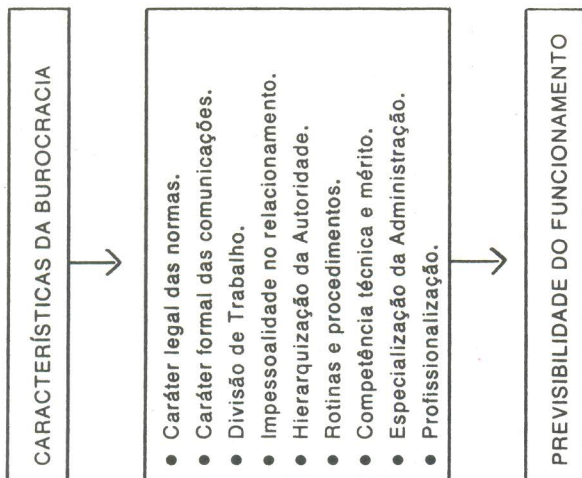 CARACTERÍSTICAS DA BUROCRACIA
• Caráter legal das normas.
• Caráter formal das comunicações.
• Divisão de Trabalho.
• Impessoalidade no relacionamento.
• Hierarquização da Autoridade.
• Rotinas e procedimentos.
• Competência técnica e mérito.
• Especialização da Administração.
• Profissionalização.
PREVISIBILIDADE DO FUNCIONAMENTO